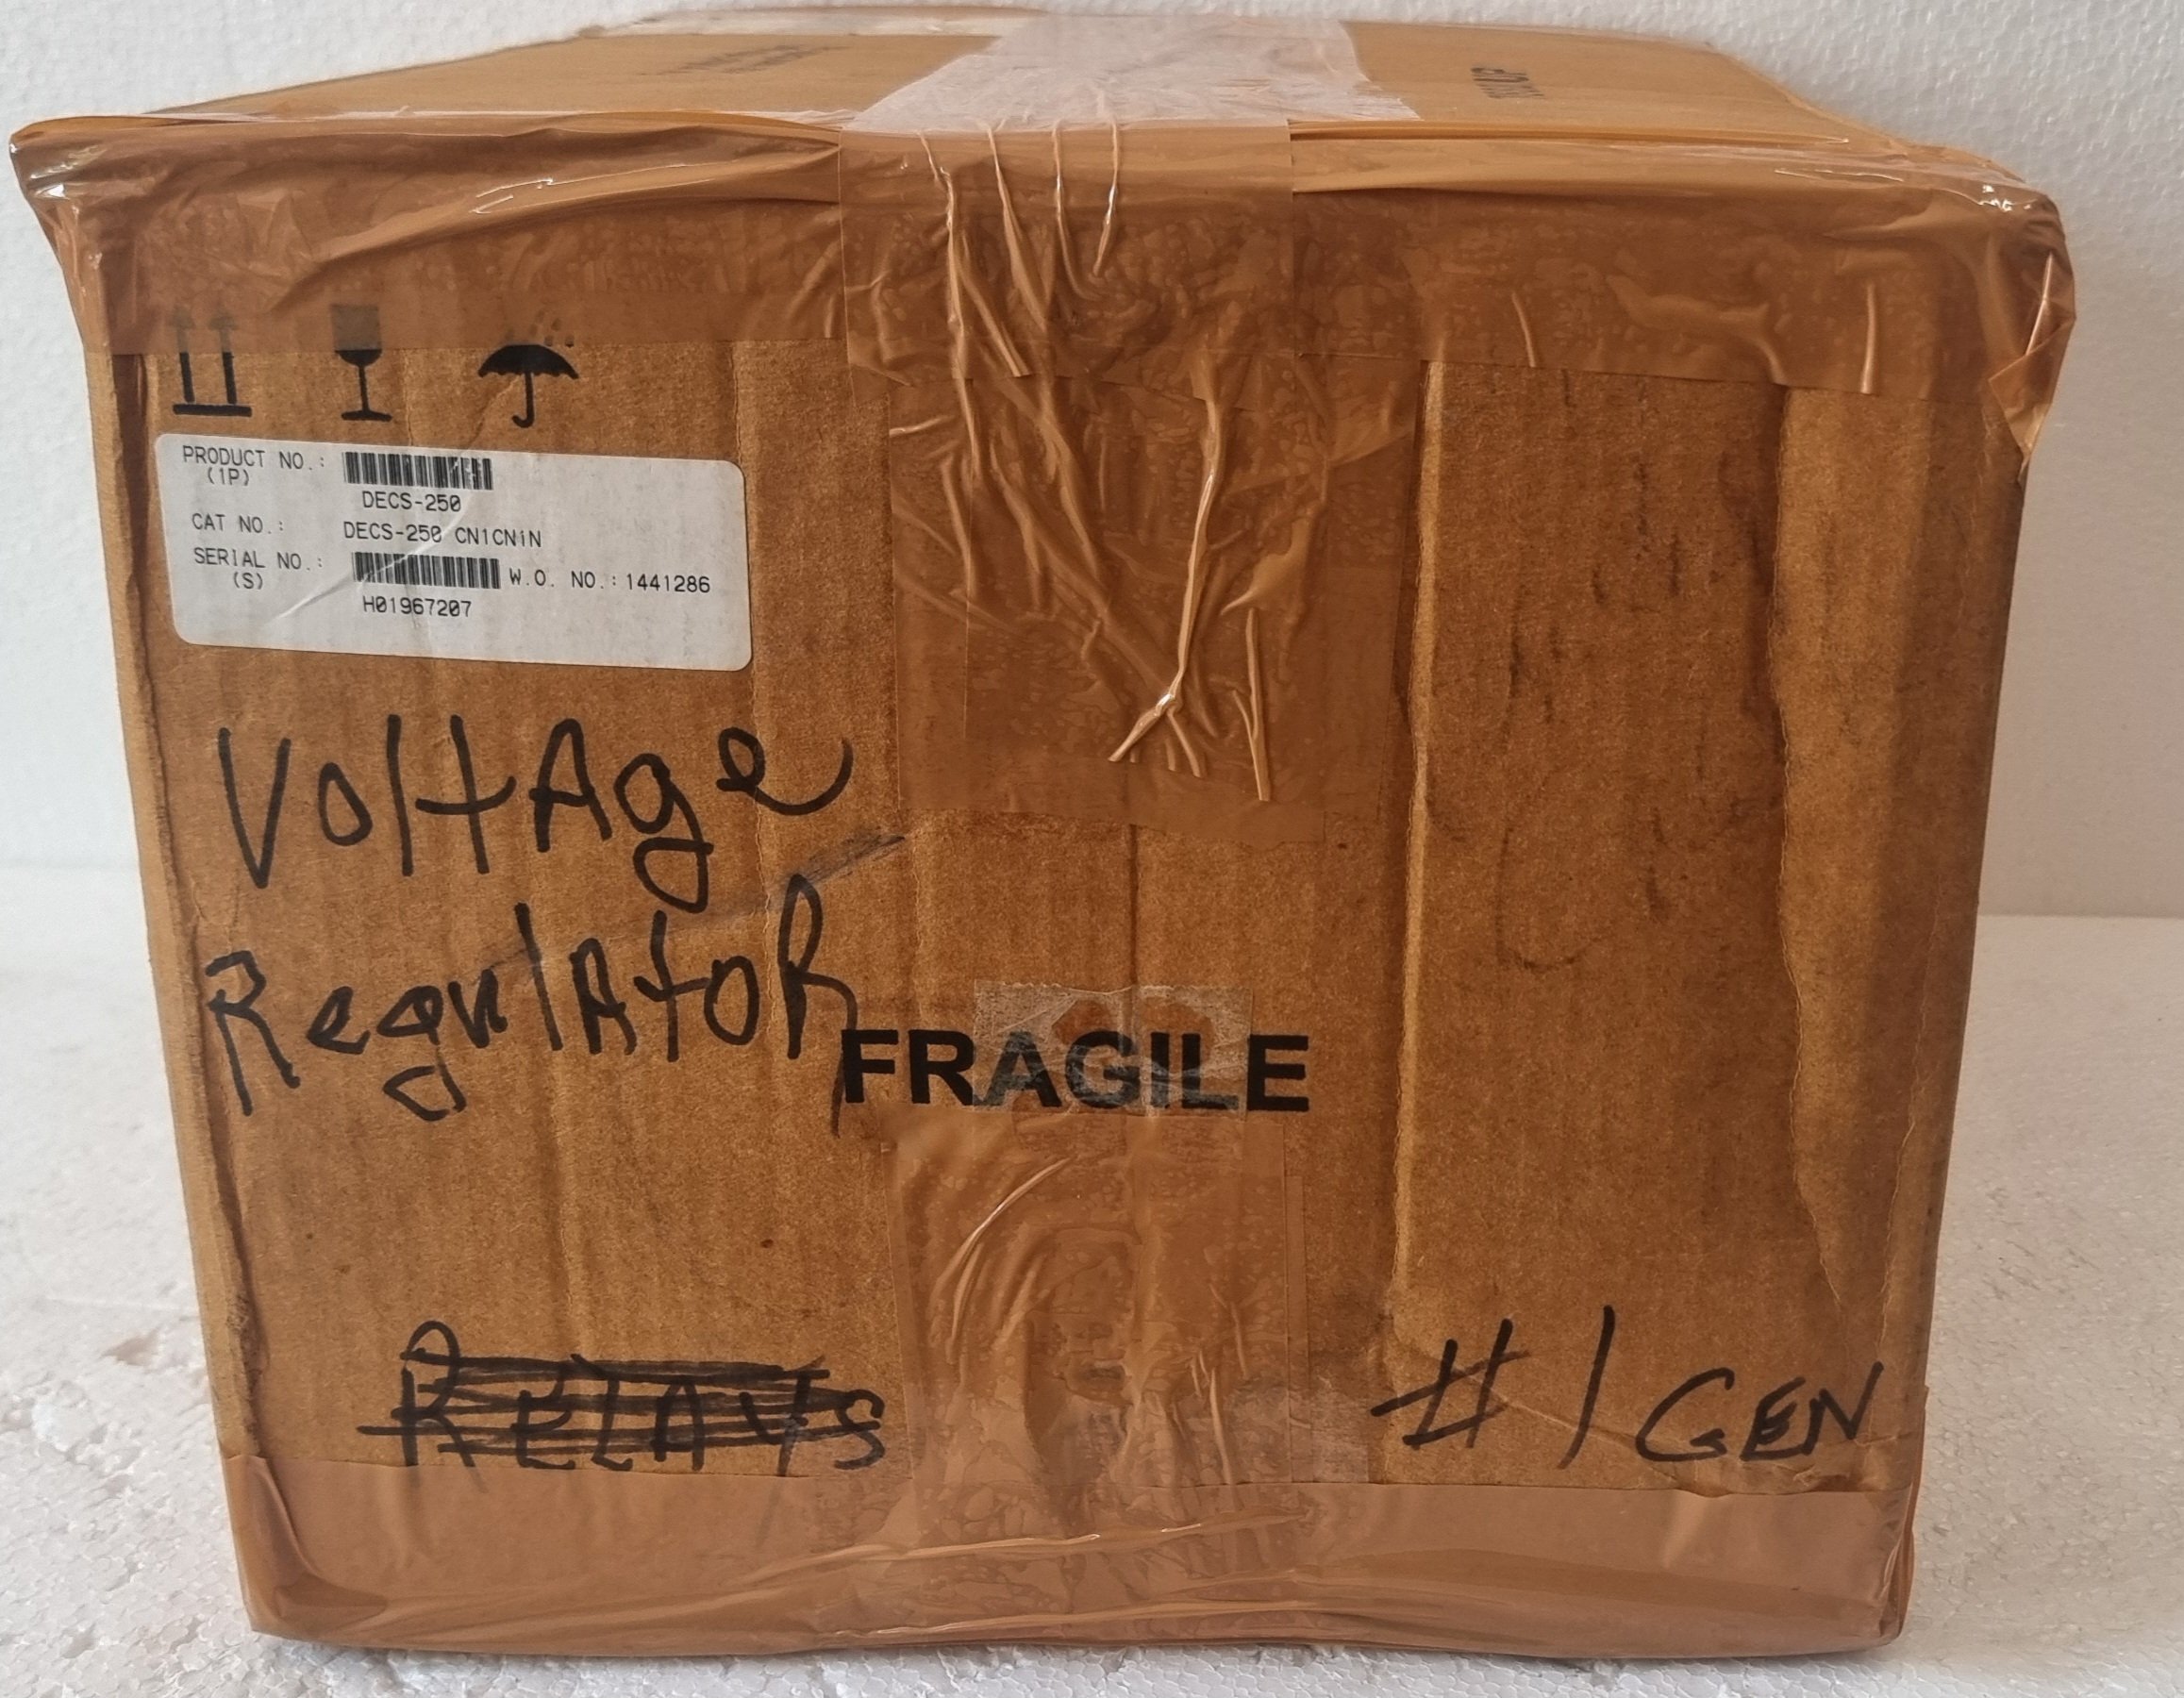 PRODUCT NO.:
(1P)
DECS-250
CAT NO.: DECS-250 CN1CN1N
SERIAL NO.: W.O. NO.: 1441286
(S)
H01967207
VoltAge
RegulAtoR
FRAGILE
RELAYS
#1 GEN